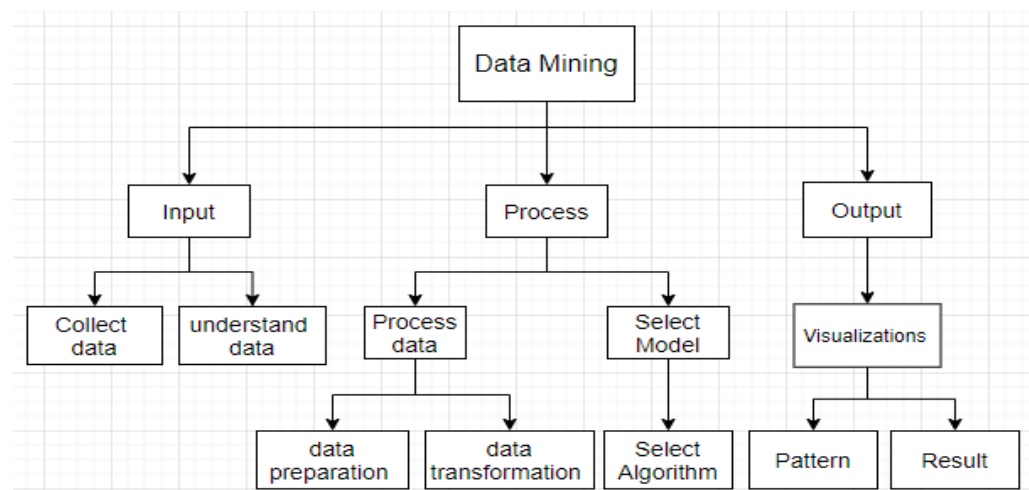 Data Mining
Input
Process
Output
Collect
data
understand
data
Process
data
Select
Model
Visualizations
data
preparation
data
transformation
Select
Algorithm
Pattern
Result